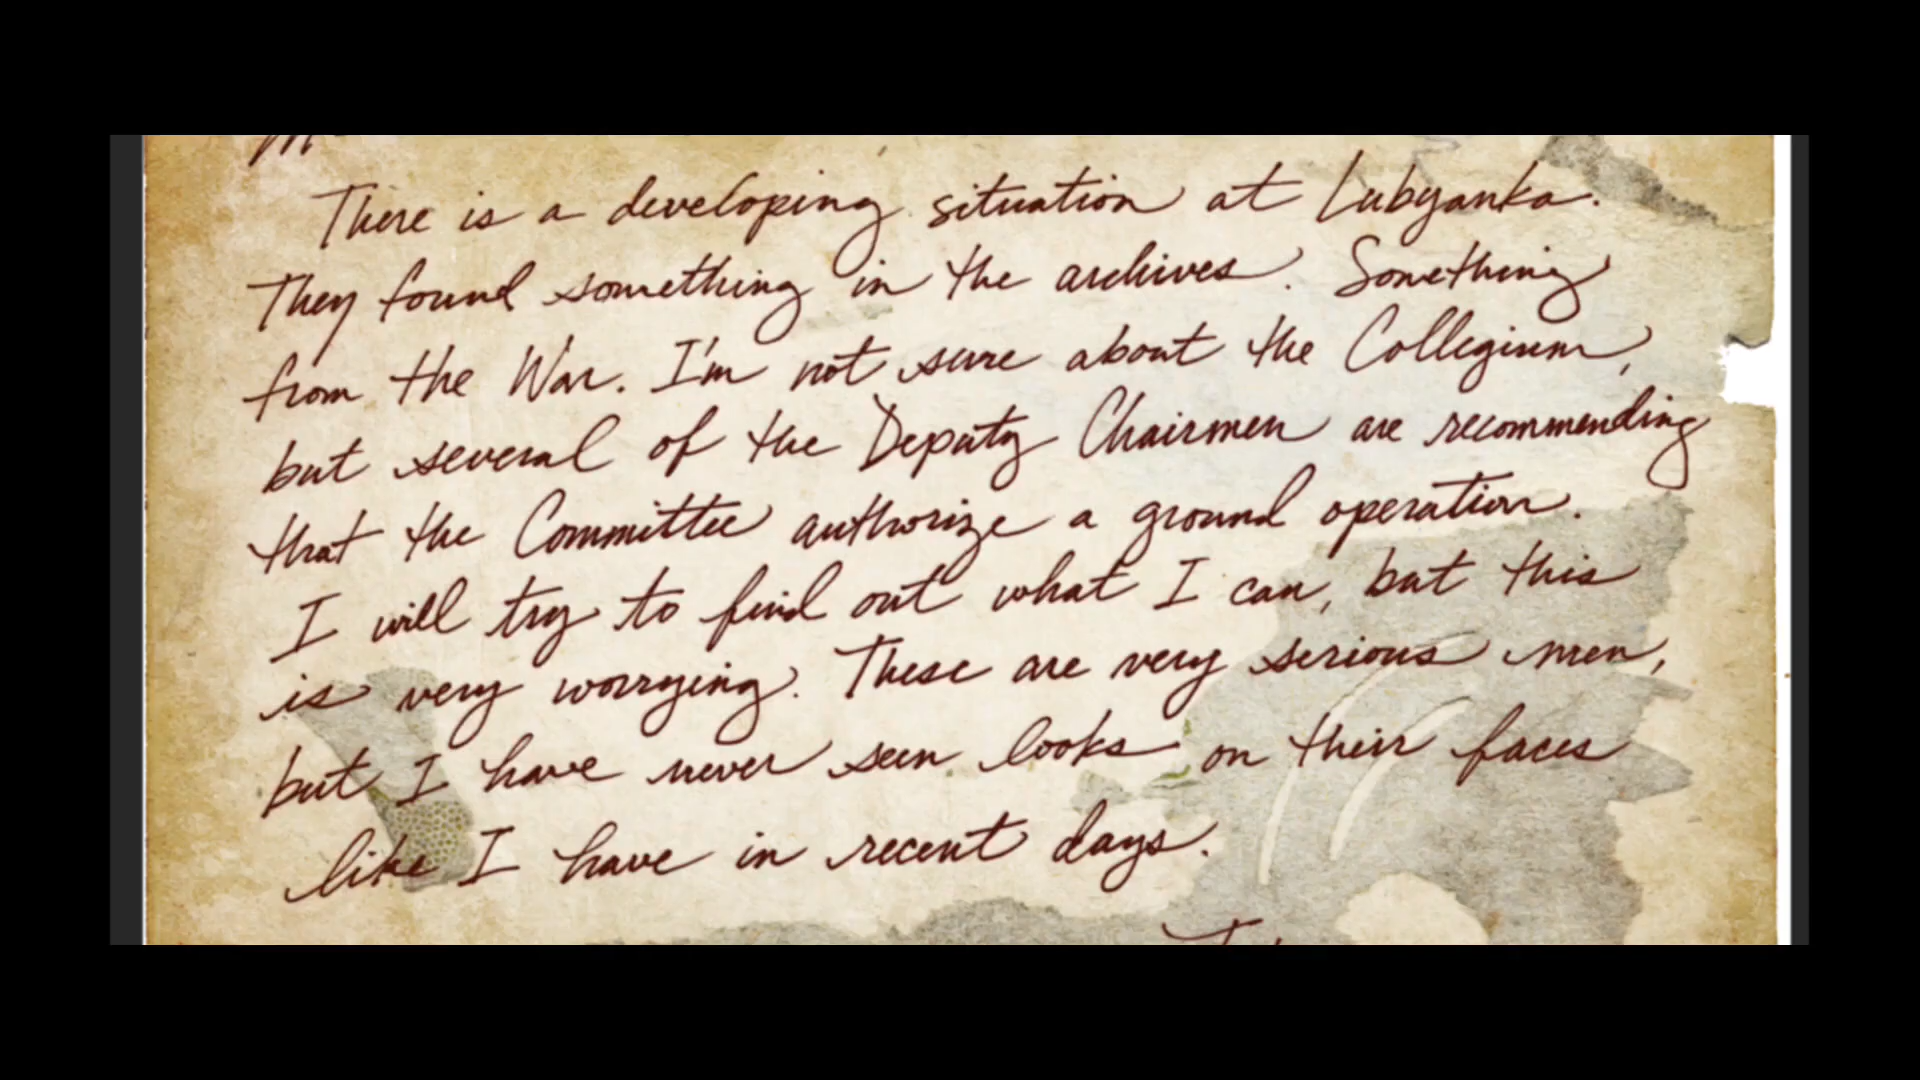 There is a developing situation at Lubyanka.
They found something in the archives. Something
from the War. I'm not sure about the Collegium,
but several of the Deputy Chairmen are recommending
that the Committee authorize a ground operation.
I will try to find out what I can, but this
is very worrying. These are very serious men,
but I have never seen looks on their faces
like I have in recent days.